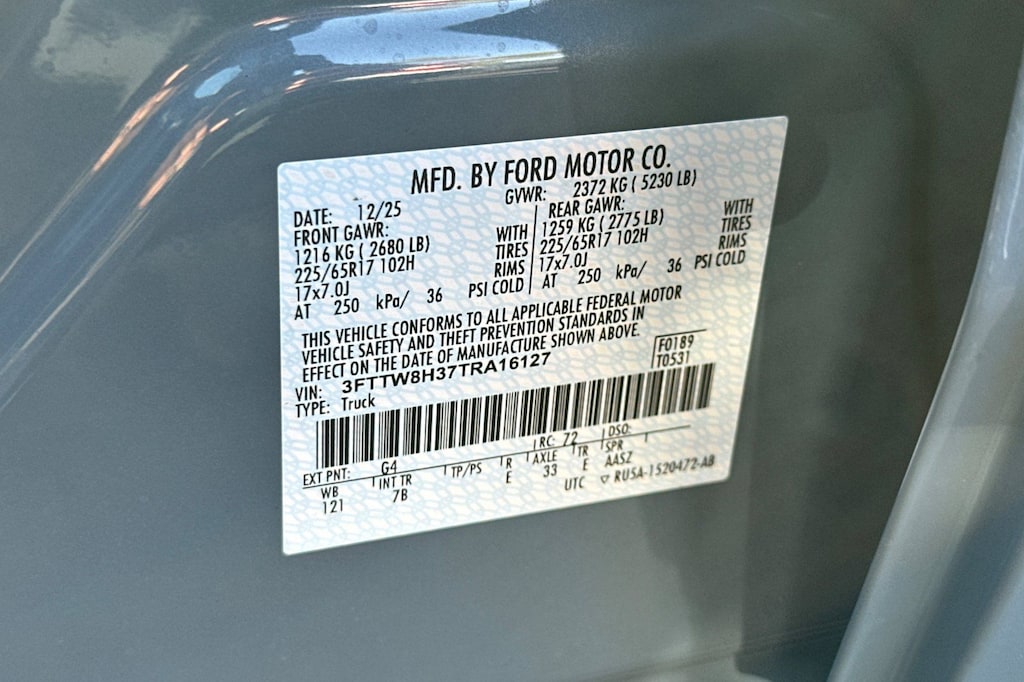 MFD. BY FORD MOTOR CO.
DATE: 12/25 GVWR: 2372 KG ( 5230 LB)
FRONT GAWR: REAR GAWR:
1216 KG ( 2680 LB) WITH 1259 KG ( 2775 LB) WITH
225/65R17 102H TIRES 225/65R17 102H TIRES
17x7.0J RIMS 17x7.0J RIMS
AT 250 kPa/ 36 PSI COLD AT 250 kPa/ 36 PSI COLD
THIS VEHICLE CONFORMS TO ALL APPLICABLE FEDERAL MOTOR
VEHICLE SAFETY AND THEFT PREVENTION STANDARDS IN
EFFECT ON THE DATE OF MANUFACTURE SHOWN ABOVE.
VIN: 3FTTW8H37TRA16127 F0189
TYPE: Truck T0531
EXT PNT: G4 RC: 72 DSO:
WB INT TR TP/PS R AXLE TR SPR
121 7B E 33 E AASZ
UTC ▽ RU5A-1520472-AB